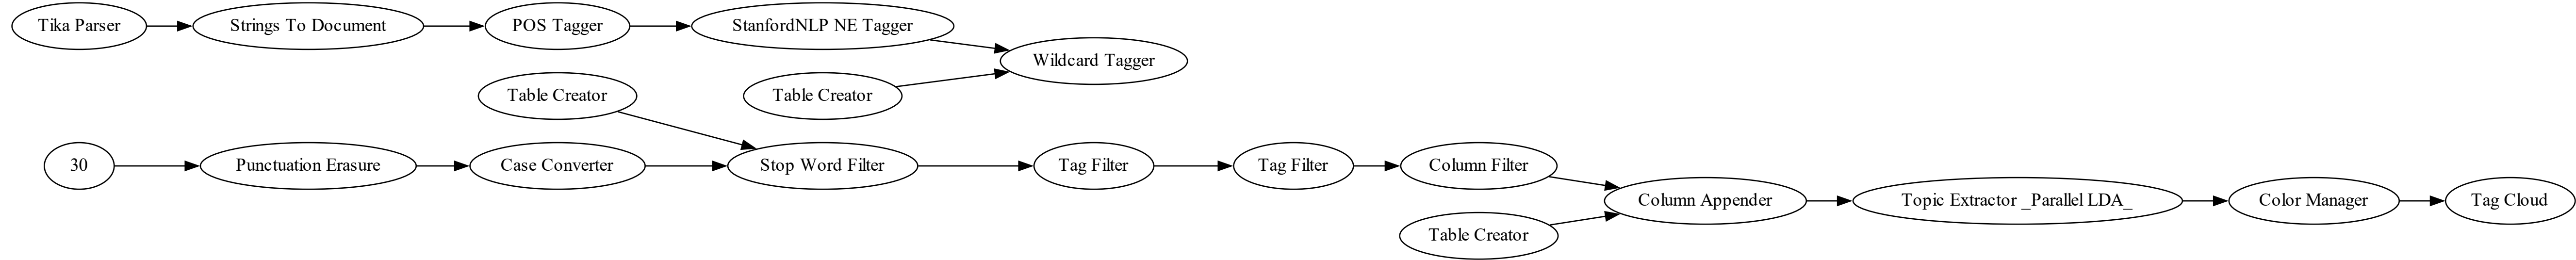 Tika Parser
Strings To Document
POS Tagger
StanfordNLP NE Tagger
Wildcard Tagger
Table Creator
Table Creator
30
Punctuation Erasure
Case Converter
Stop Word Filter
Tag Filter
Tag Filter
Column Filter
Column Appender
Topic Extractor _Parallel LDA_
Color Manager
Tag Cloud
Table Creator